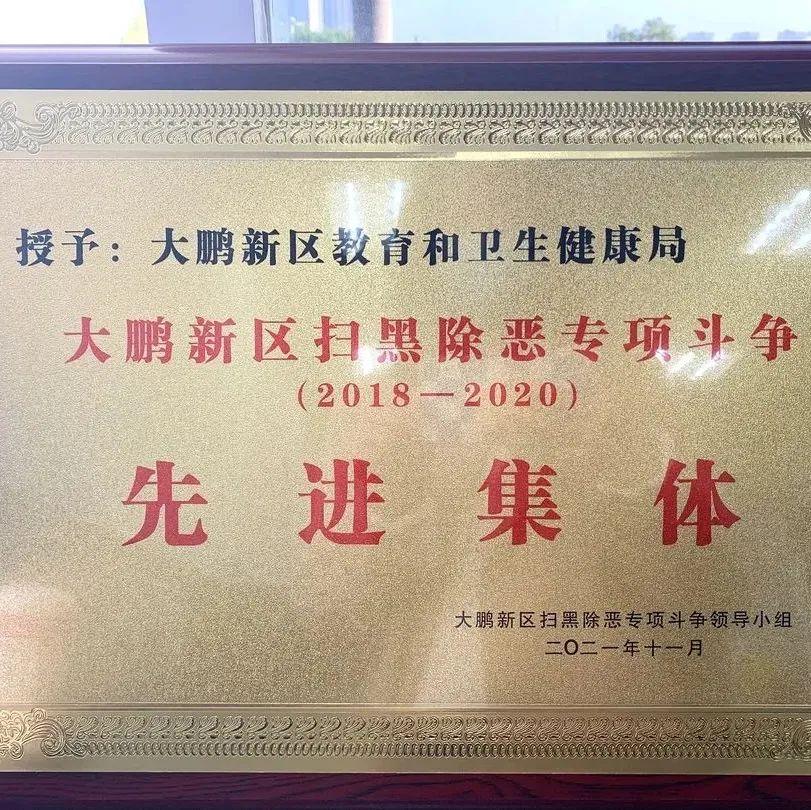 授予：大鹏新区教育和卫生健康局
大鹏新区扫黑除恶专项斗争
（2018—2020）
先进集体
大鹏新区扫黑除恶专项斗争领导小组
二〇二一年十一月